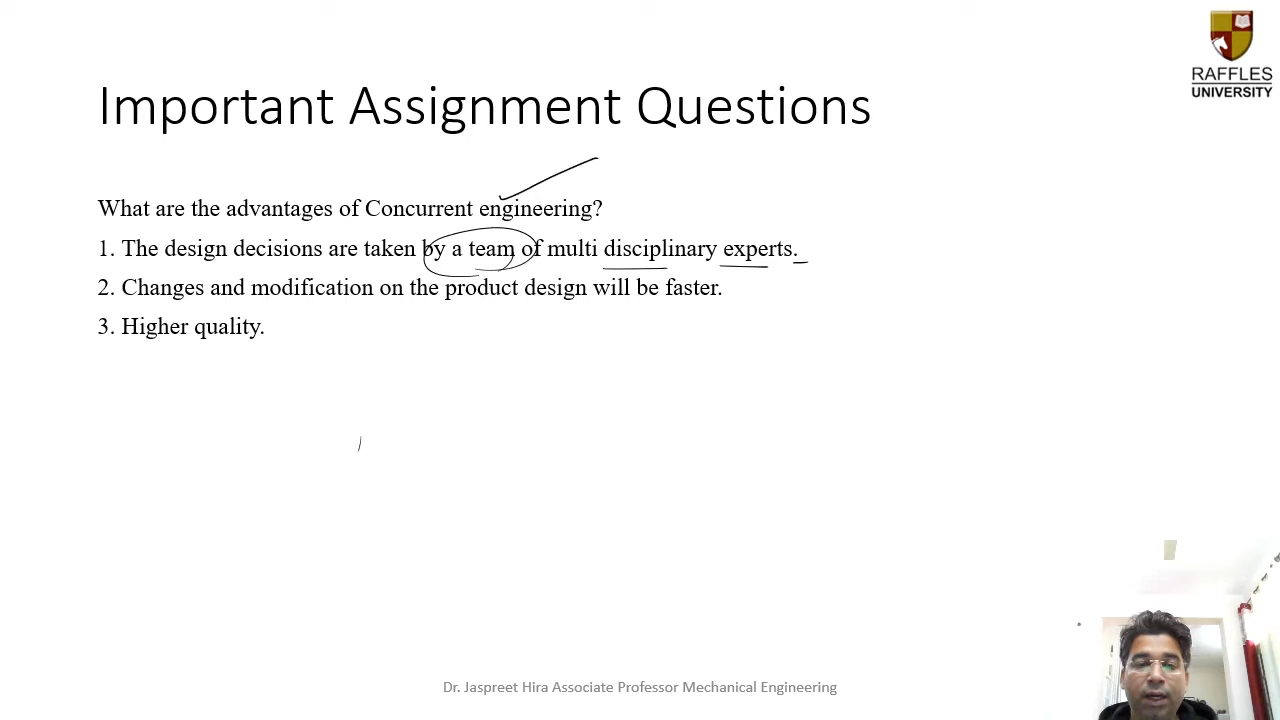 RAFFLES
UNIVERSITY
Important Assignment Questions
What are the advantages of Concurrent engineering?
1. The design decisions are taken by a team of multi disciplinary experts.
2. Changes and modification on the product design will be faster.
3. Higher quality.
Dr. Jaspreet Hira Associate Professor Mechanical Engineering